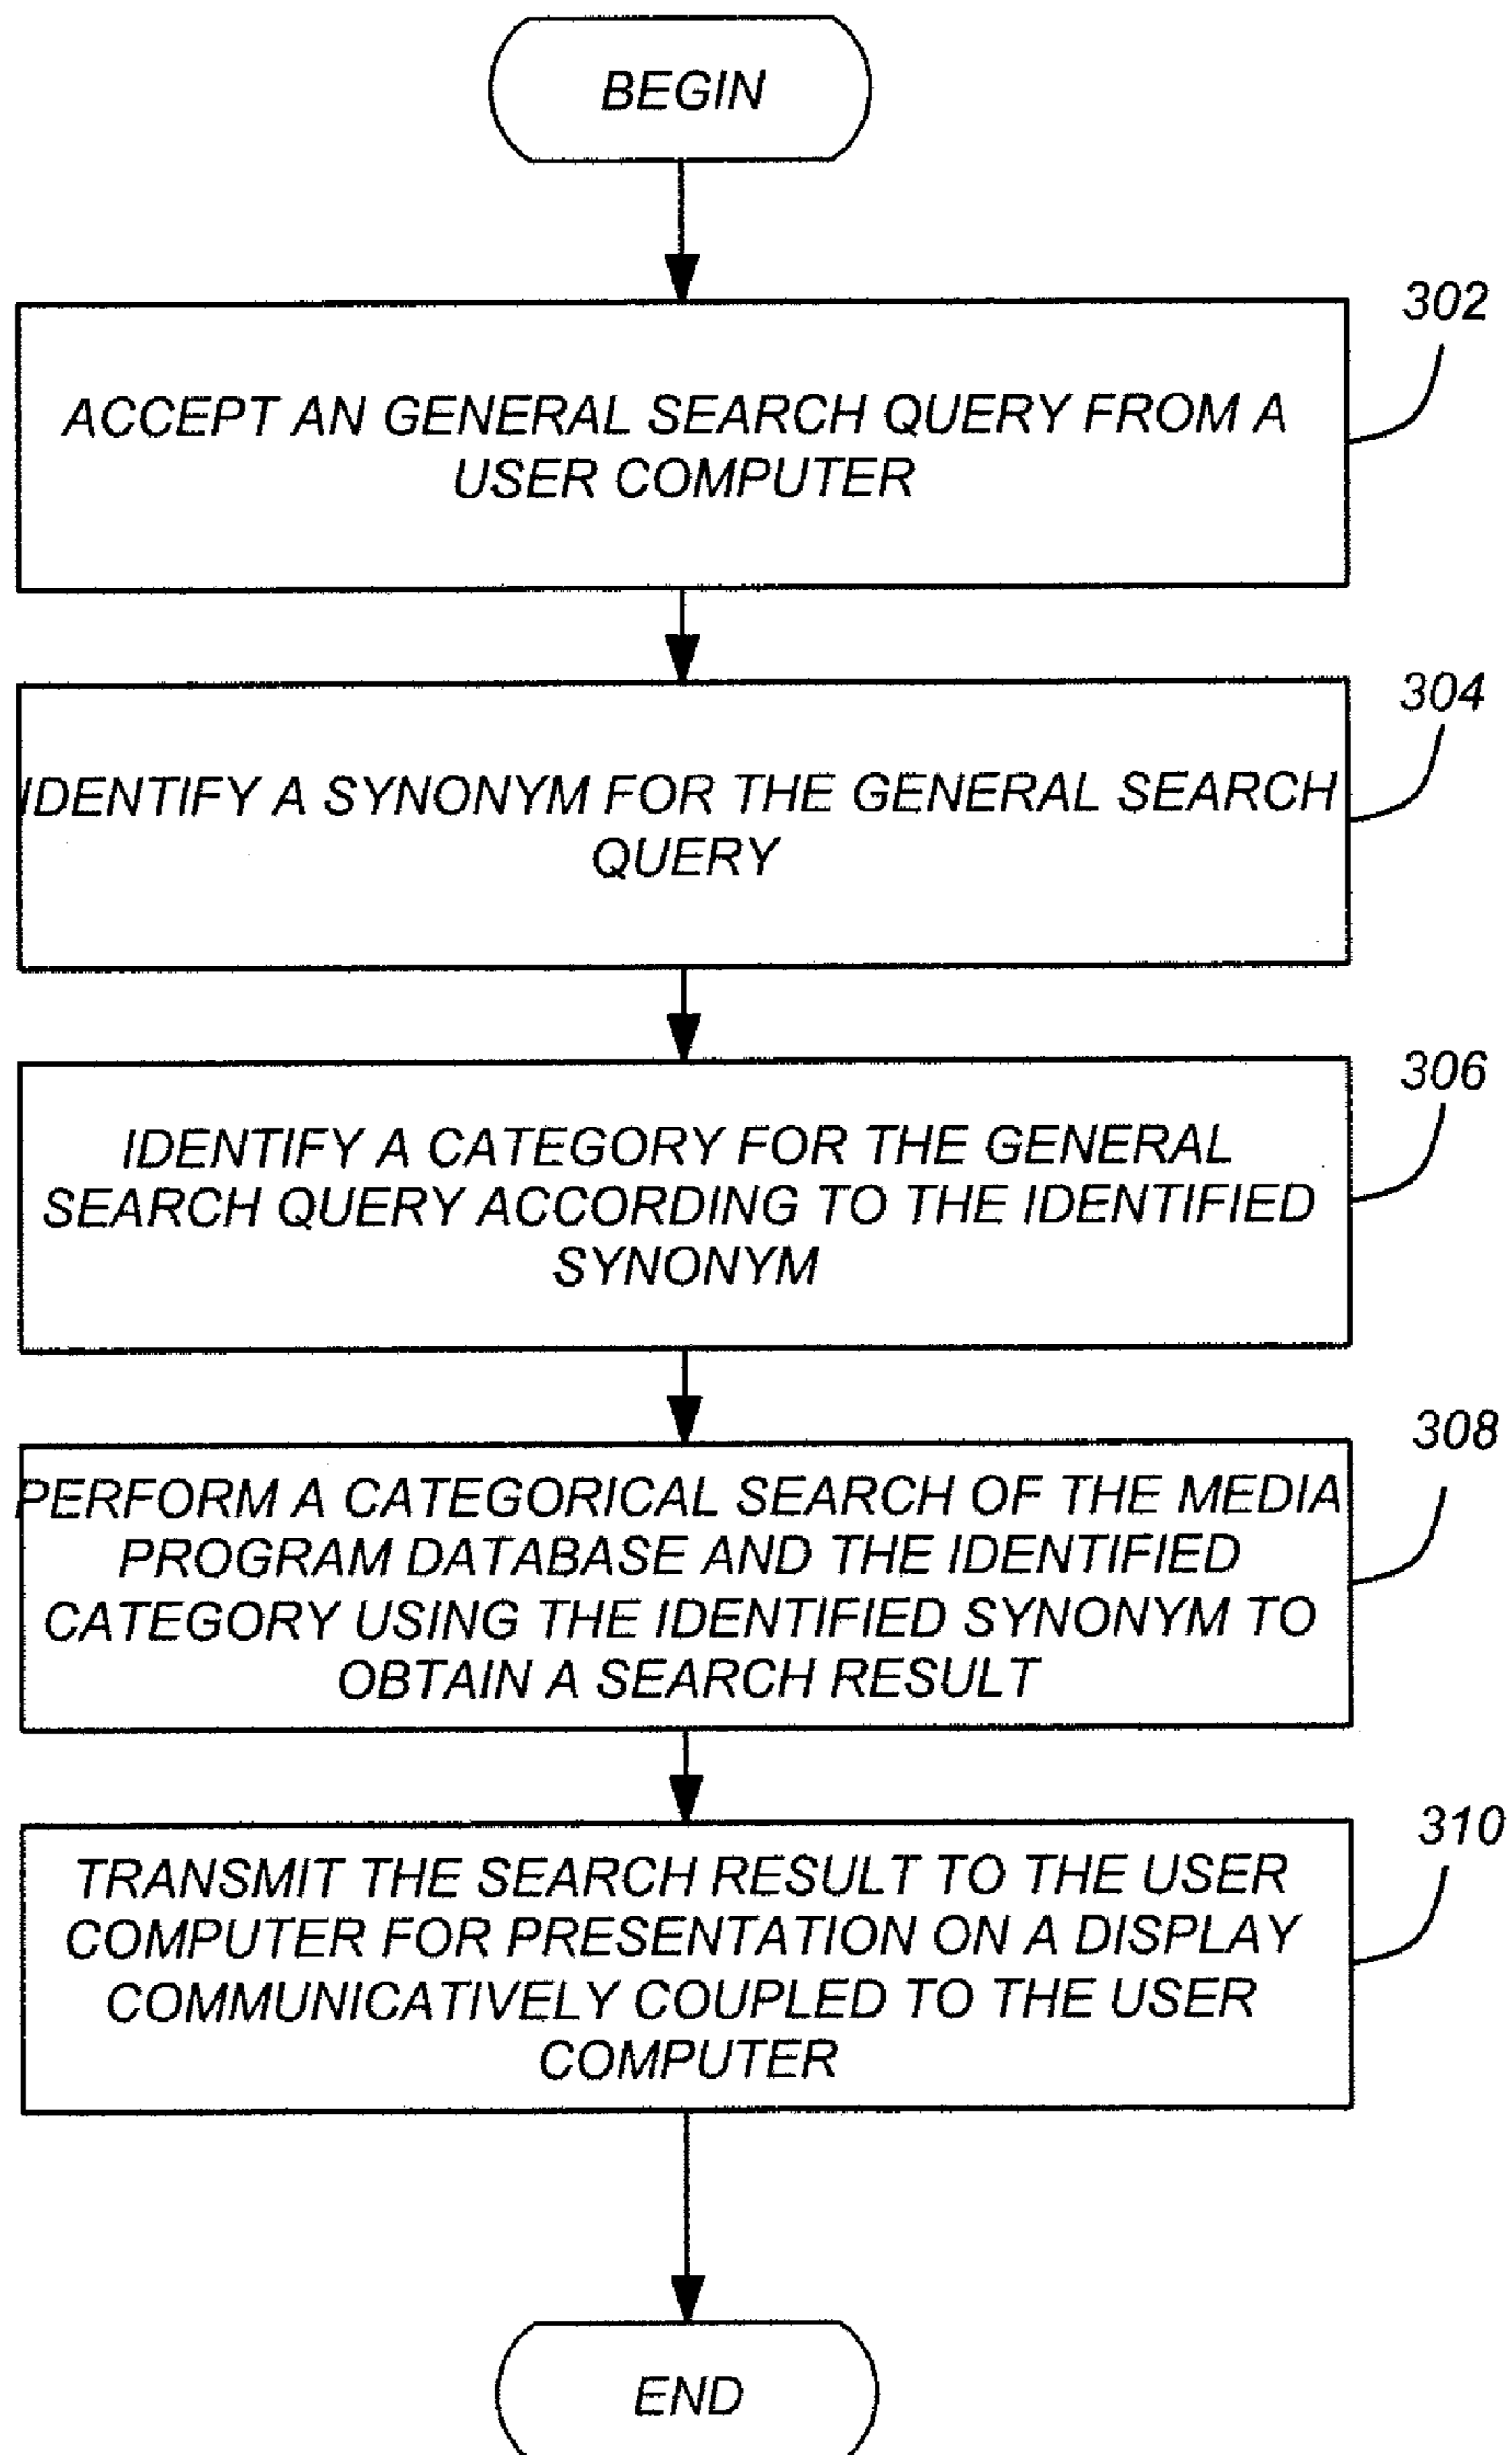 BEGIN
302
ACCEPT AN GENERAL SEARCH QUERY FROM A
USER COMPUTER
304
IDENTIFY A SYNONYM FOR THE GENERAL SEARCH
QUERY
306
IDENTIFY A CATEGORY FOR THE GENERAL
SEARCH QUERY ACCORDING TO THE IDENTIFIED
SYNONYM
308
PERFORM A CATEGORICAL SEARCH OF THE MEDIA
PROGRAM DATABASE AND THE IDENTIFIED
CATEGORY USING THE IDENTIFIED SYNONYM TO
OBTAIN A SEARCH RESULT
310
TRANSMIT THE SEARCH RESULT TO THE USER
COMPUTER FOR PRESENTATION ON A DISPLAY
COMMUNICATIVELY COUPLED TO THE USER
COMPUTER
END